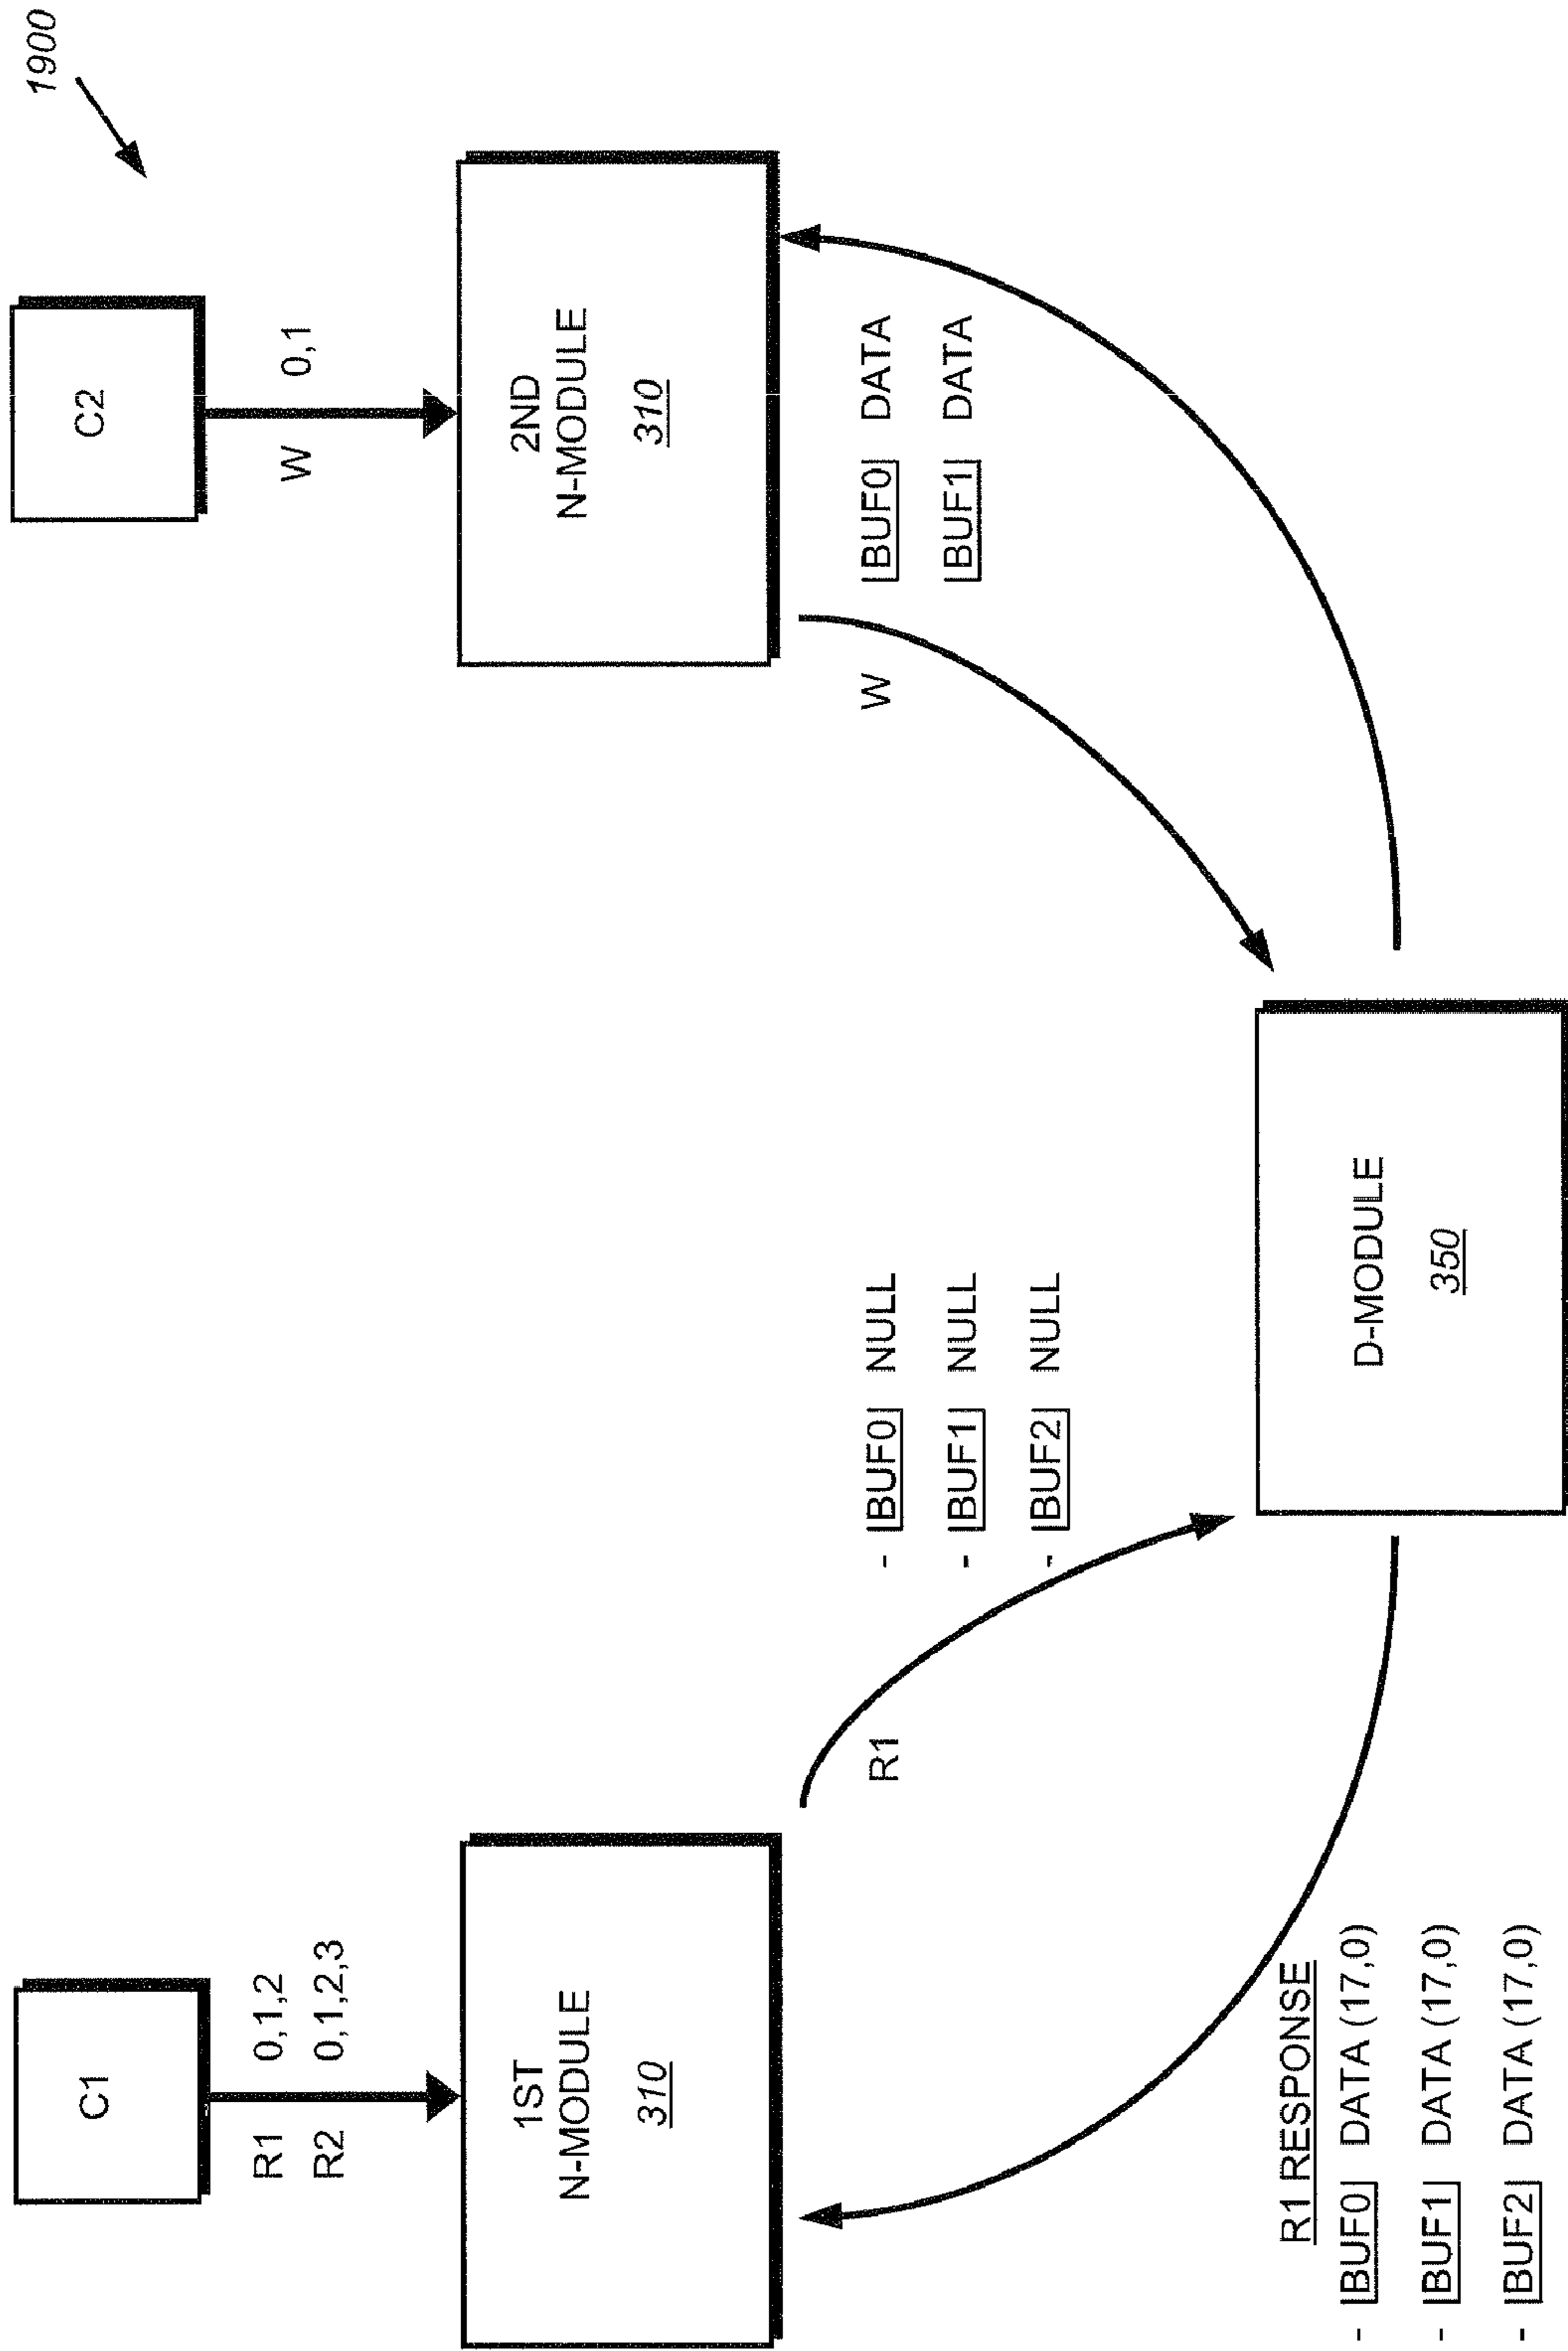 1900
C1
R1 0,1,2
R2 0,1,2,3
1ST
N-MODULE
310
C2
W 0,1
2ND
N-MODULE
310
R1
- BUF0 NULL
- BUF1 NULL
- BUF2 NULL
W
BUF0 DATA
BUF1 DATA
D-MODULE
350
R1 RESPONSE
- BUF0 DATA (17,0)
- BUF1 DATA (17,0)
- BUF2 DATA (17,0)